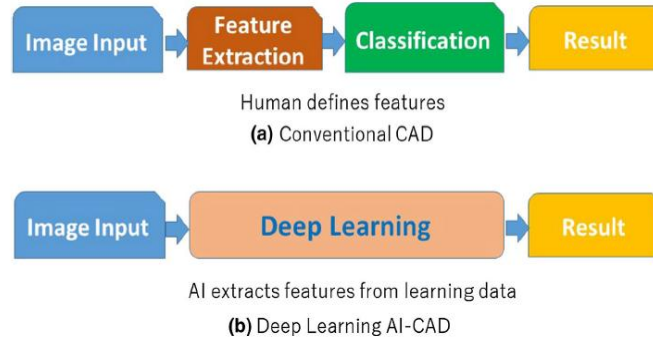 Image Input
Feature
Extraction
Classification
Result
Human defines features
(a) Conventional CAD
Image Input
Deep Learning
Result
AI extracts features from learning data
(b) Deep Learning AI-CAD